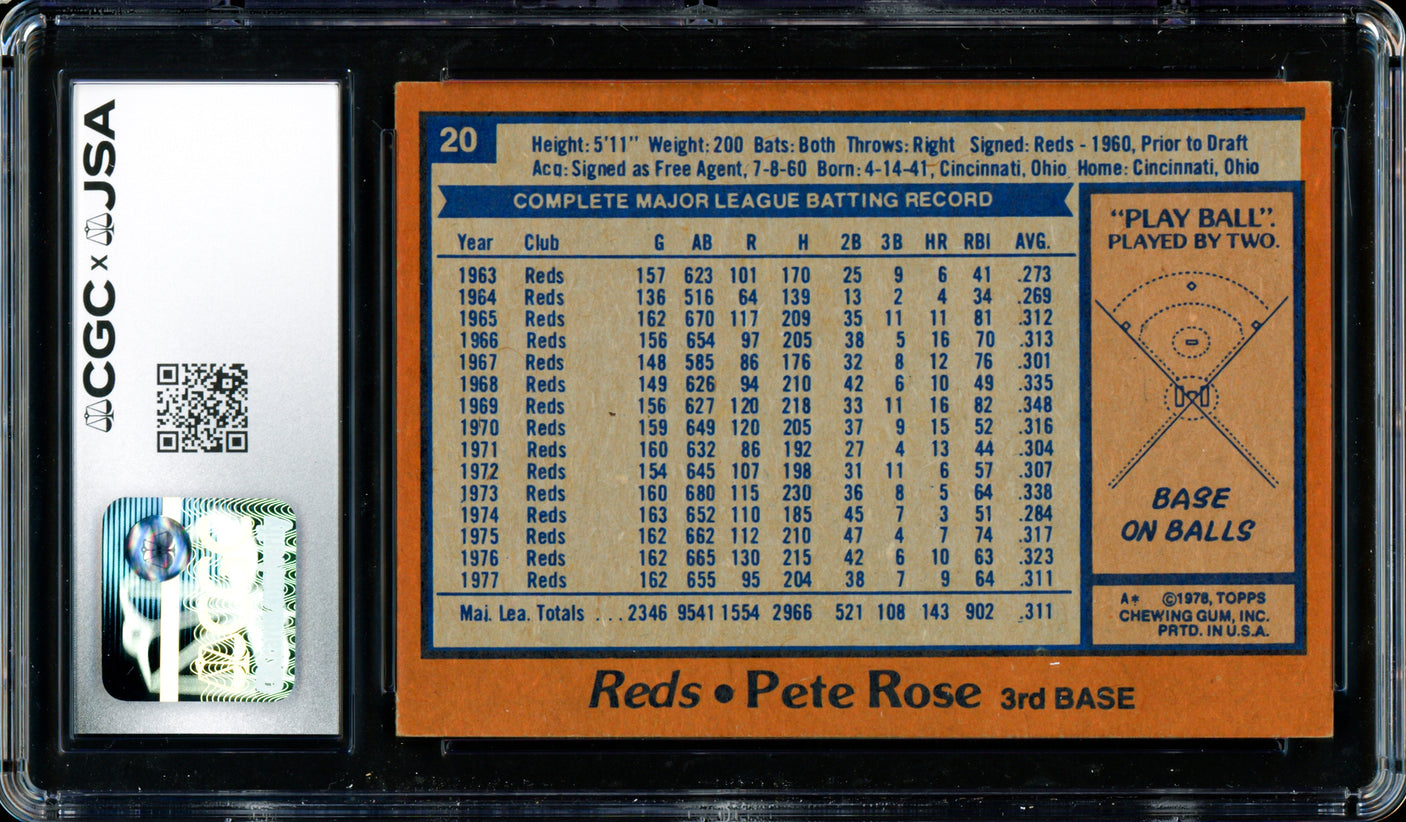 CGC x JSA
20
Height: 5'11" Weight: 200 Bats: Both Throws: Right Signed: Reds - 1960, Prior to Draft
Acq: Signed as Free Agent, 7-8-60 Born: 4-14-41, Cincinnati, Ohio Home: Cincinnati, Ohio
COMPLETE MAJOR LEAGUE BATTING RECORD
Year Club G AB R H 2B 3B HR RBI AVG.
1963 Reds 157 623 101 170 25 9 6 41 .273
1964 Reds 136 516 64 139 13 2 4 34 .269
1965 Reds 162 670 117 209 35 11 11 81 .312
1966 Reds 156 654 97 205 38 5 16 70 .313
1967 Reds 148 585 86 176 32 8 12 76 .301
1968 Reds 149 626 94 210 42 6 10 49 .335
1969 Reds 156 627 120 218 33 11 16 82 .348
1970 Reds 159 649 120 205 37 9 15 52 .316
1971 Reds 160 632 86 192 27 4 13 44 .304
1972 Reds 154 645 107 198 31 11 6 57 .307
1973 Reds 160 680 115 230 36 8 5 64 .338
1974 Reds 163 652 110 185 45 7 3 51 .284
1975 Reds 162 662 112 210 47 4 7 74 .317
1976 Reds 162 665 130 215 42 6 10 63 .323
1977 Reds 162 655 95 204 38 7 9 64 .311
Maj. Lea. Totals ... 2346 9541 1554 2966 521 108 143 902 .311
"PLAY BALL".
PLAYED BY TWO.
BASE
ON BALLS
A* ©1978, TOPPS
CHEWING GUM, INC.
PRTD. IN U.S.A.
Reds • Pete Rose 3rd BASE